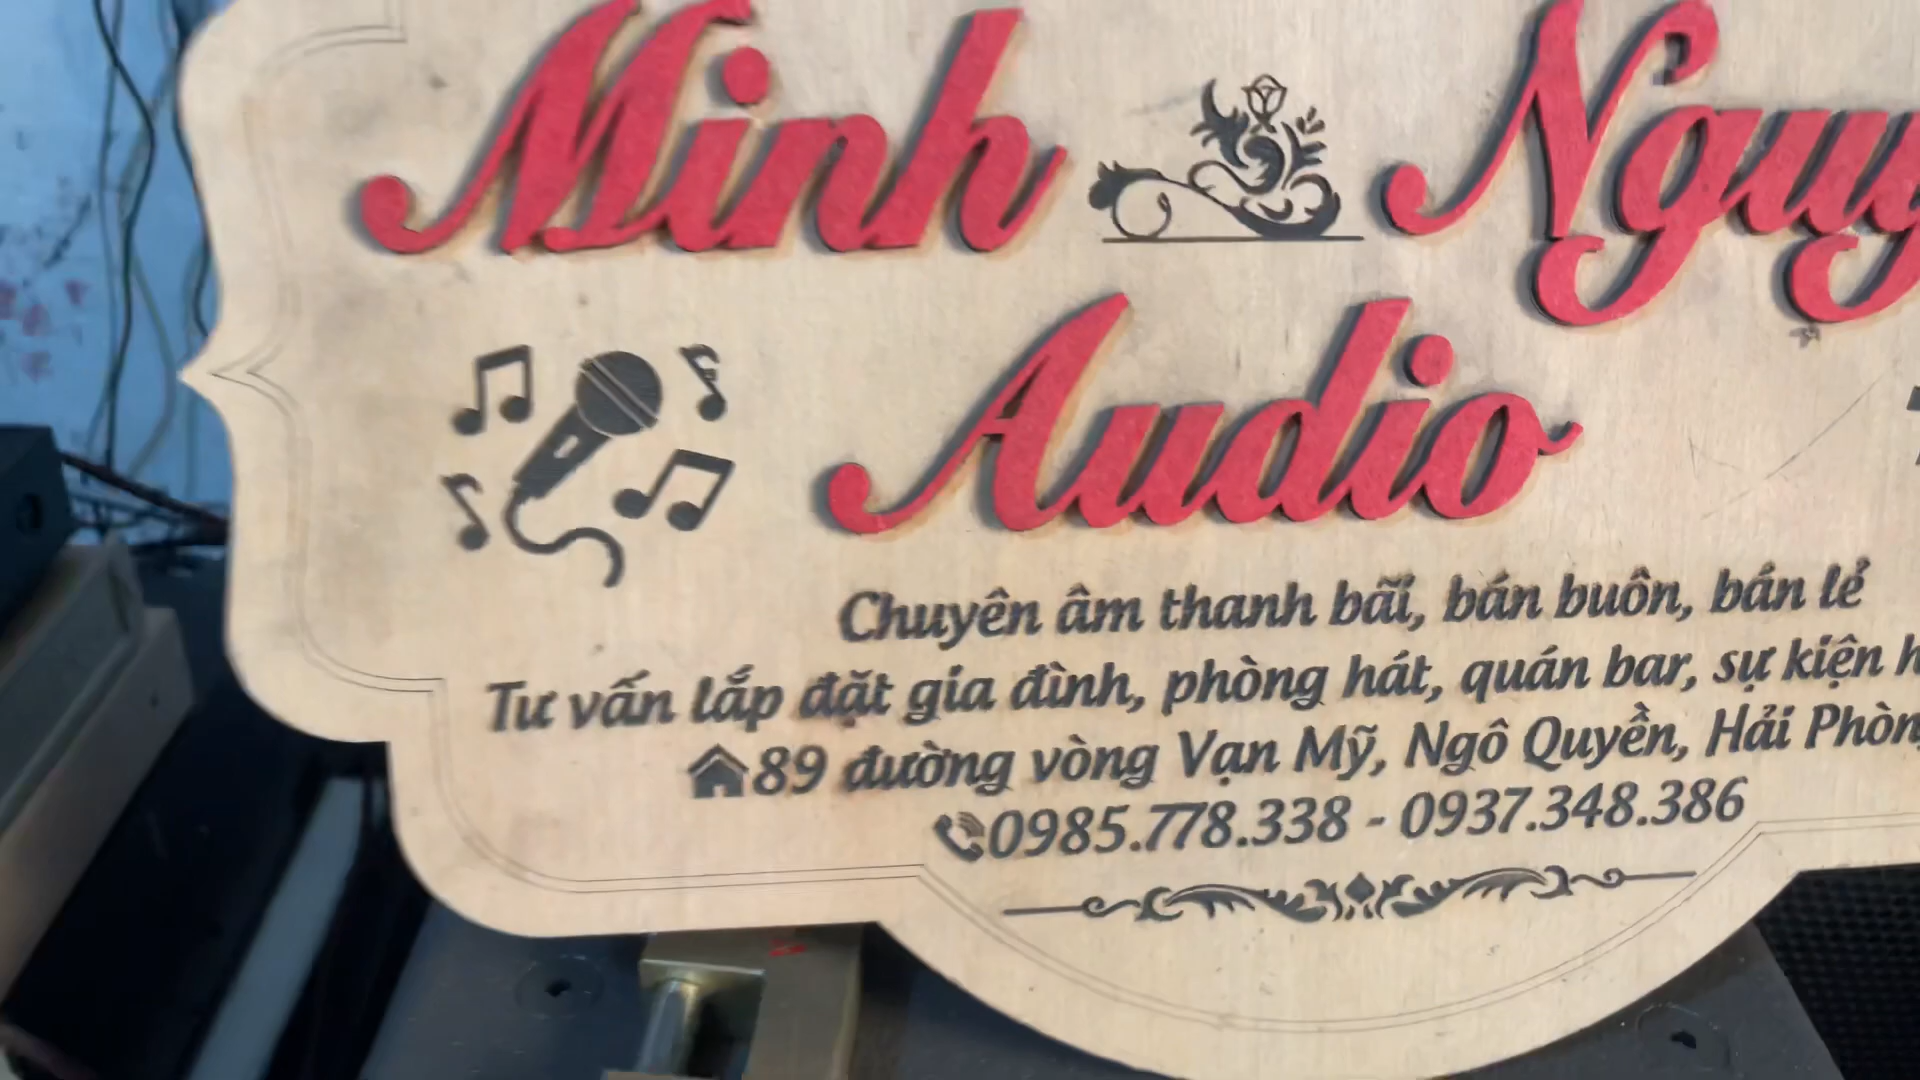 Minh
Audio
Chuyên âm thanh bãi, bán buôn, bán lẻ
Tư vấn lắp đặt gia đình, phòng hát, quán bar, sự kiện
89 đường vòng Vạn Mỹ, Ngô Quyền, Hải Phòng
0985.778.338 - 0937.348.386